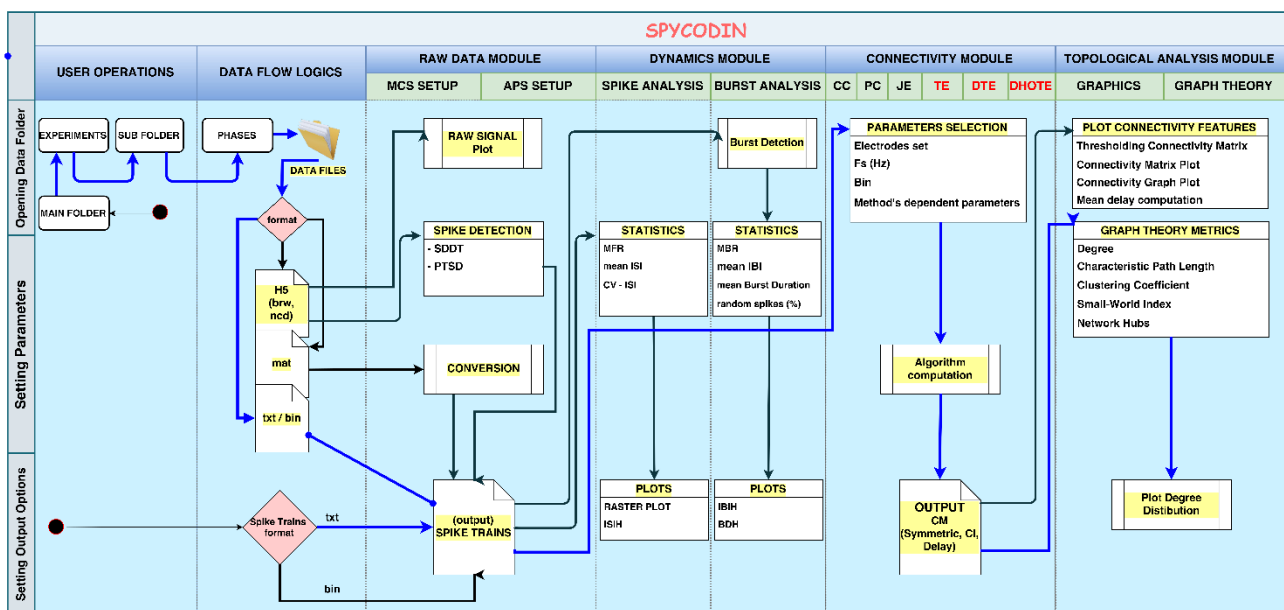 SPYCODIN
USER OPERATIONS
DATA FLOW LOGICS
RAW DATA MODULE
DYNAMICS MODULE
CONNECTIVITY MODULE
TOPOLOGICAL ANALYSIS MODULE
MCS SETUP
APS SETUP
SPIKE ANALYSIS
BURST ANALYSIS
CC
PC
JE
TE
DTE
DHOTE
GRAPHICS
GRAPH THEORY
Opening Data Folder
EXPERIMENTS
SUB FOLDER
PHASES
DATA FILES
MAIN FOLDER
format
RAW SIGNAL
Plot
Burst Detction
PARAMETERS SELECTION
Electrodes set
Fs (Hz)
Bin
Method's dependent parameters
PLOT CONNECTIVITY FEATURES
Thresholding Connectivity Matrix
Connectivity Matrix Plot
Connectivity Graph Plot
Mean delay computation
Setting Parameters
H5
(brw,
ncd)
mat
txt / bin
SPIKE DETECTION
- SDDT
- PTSD
CONVERSION
STATISTICS
MFR
mean ISI
CV - ISI
STATISTICS
MBR
mean IBI
mean Burst Duration
random spikes (%)
Algorithm
computation
GRAPH THEORY METRICS
Degree
Characteristic Path Length
Clustering Coefficient
Small-World Index
Network Hubs
Setting Output Options
Spike Trains
format
txt
bin
(output)
SPIKE TRAINS
PLOTS
RASTER PLOT
ISIH
PLOTS
IBIH
BDH
OUTPUT
CM
(Symmetric, CI,
Delay)
Plot Degree
Distibution